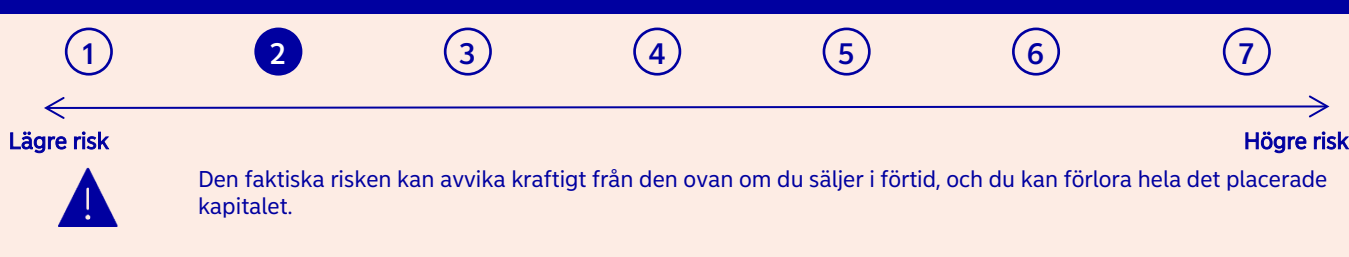 1 2 3 4 5 6 7
Lägre risk Högre risk
Den faktiska risken kan avvika kraftigt från den ovan om du säljer i förtid, och du kan förlora hela det placerade
kapitalet.